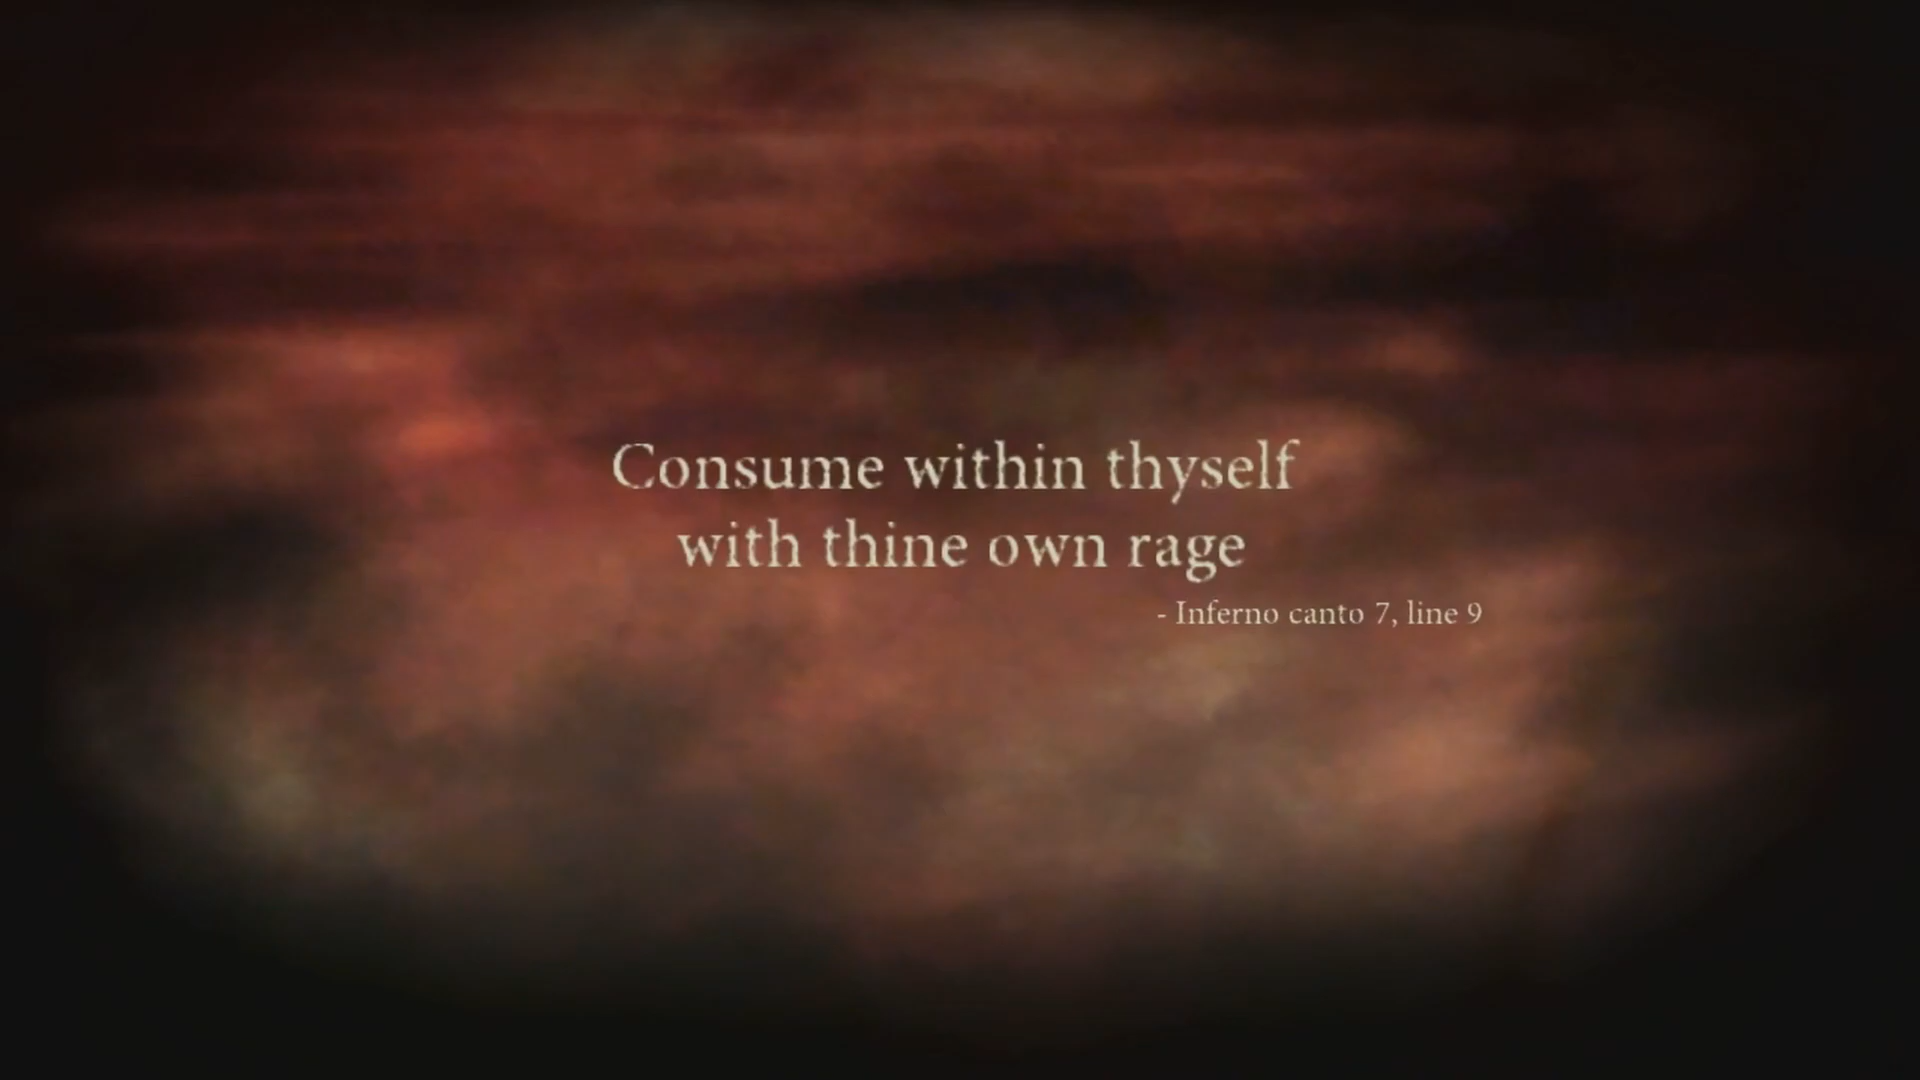 Consume within thyself
with thine own rage
- Inferno canto 7, line 9